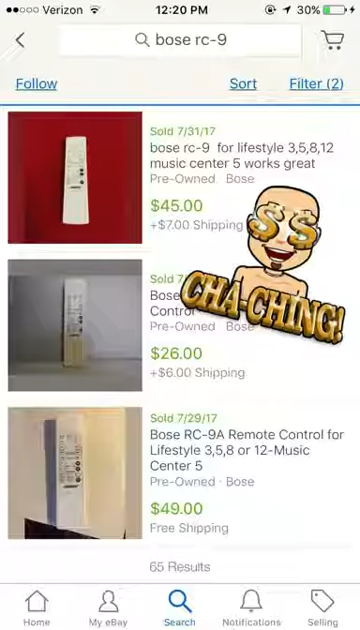 Verizon 12:20 PM 30%
bose rc-9
Follow Sort Filter (2)
Sold 7/31/17
bose rc-9 for lifestyle 3,5,8,12
music center 5 works great
Pre-Owned · Bose
$45.00
+$7.00 Shipping
$$
CHA-CHING!
Sold 7
Bose
Control
Pre-Owned Bose
$26.00
+$6.00 Shipping
Sold 7/29/17
Bose RC-9A Remote Control for
Lifestyle 3,5,8 or 12-Music
Center 5
Pre-Owned · Bose
$49.00
Free Shipping
65 Results
Home My eBay Search Notifications Selling